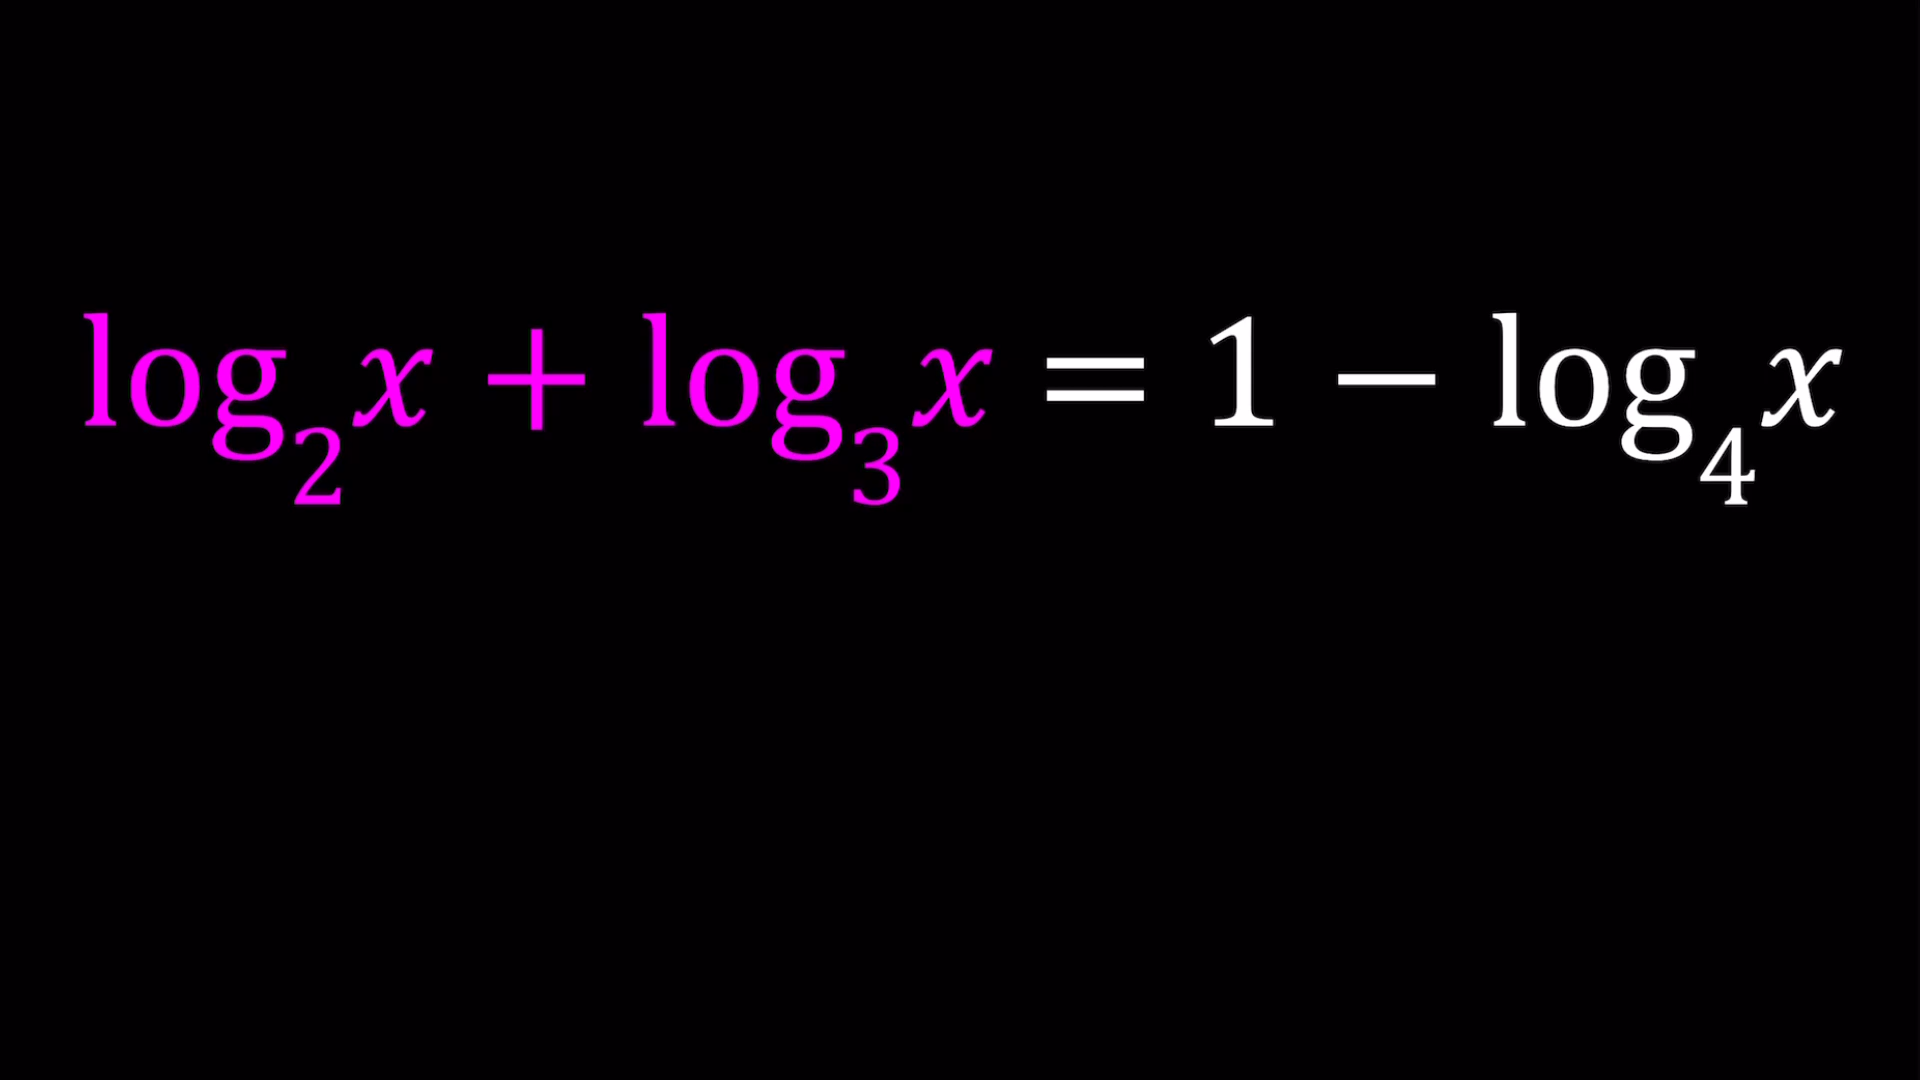 log₂x + log₃x = 1 − log₄x